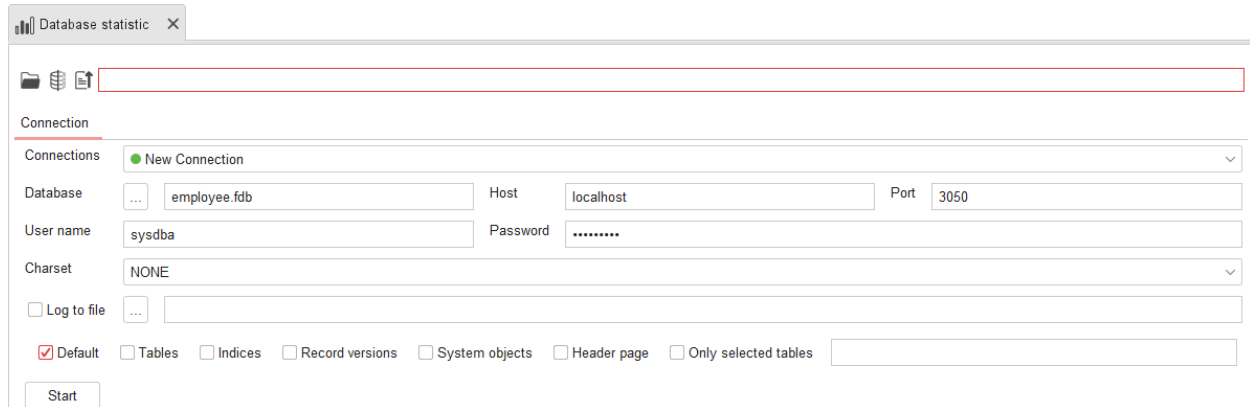 Database statistic
Connection
Connections New Connection
Database ... employee.fdb Host localhost Port 3050
User name sysdba Password •••••••••
Charset NONE
Log to file ...
Default Tables Indices Record versions System objects Header page Only selected tables
Start